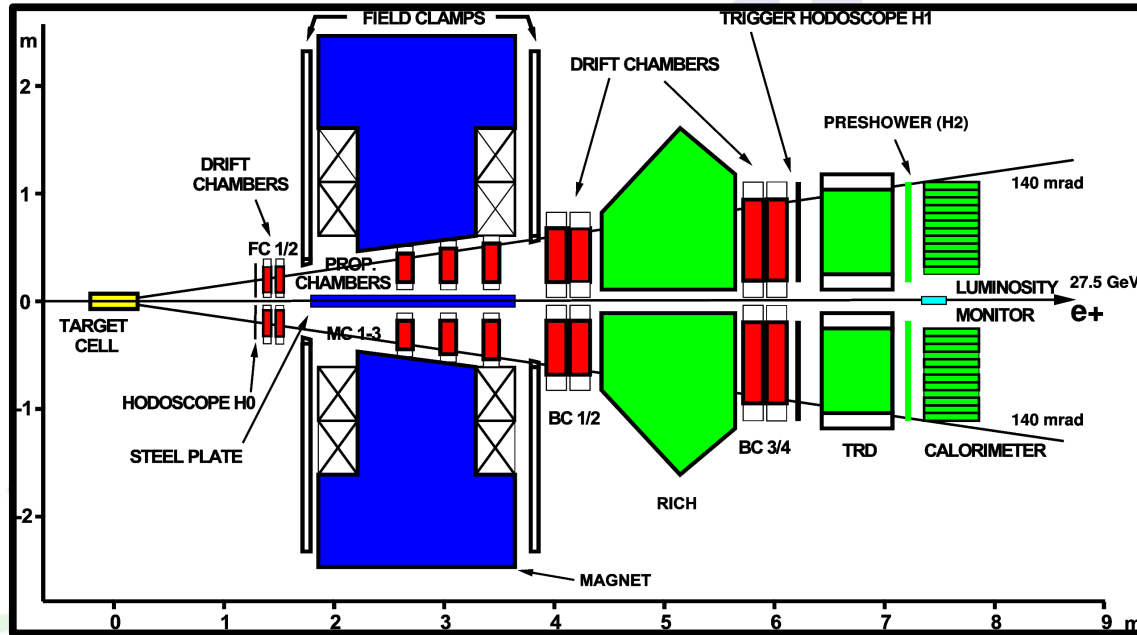 FIELD CLAMPS
TRIGGER HODOSCOPE H1
m
DRIFT CHAMBERS
2
PRESHOWER (H2)
DRIFT
CHAMBERS
1
140 mrad
FC 1/2
PROP.
CHAMBERS
0
LUMINOSITY
27.5 GeV
MONITOR
e+
TARGET
CELL
MC 1-3
HODOSCOPE H0
-1
BC 1/2
140 mrad
STEEL PLATE
BC 3/4
TRD
CALORIMETER
RICH
-2
MAGNET
0 1 2 3 4 5 6 7 8 9 m